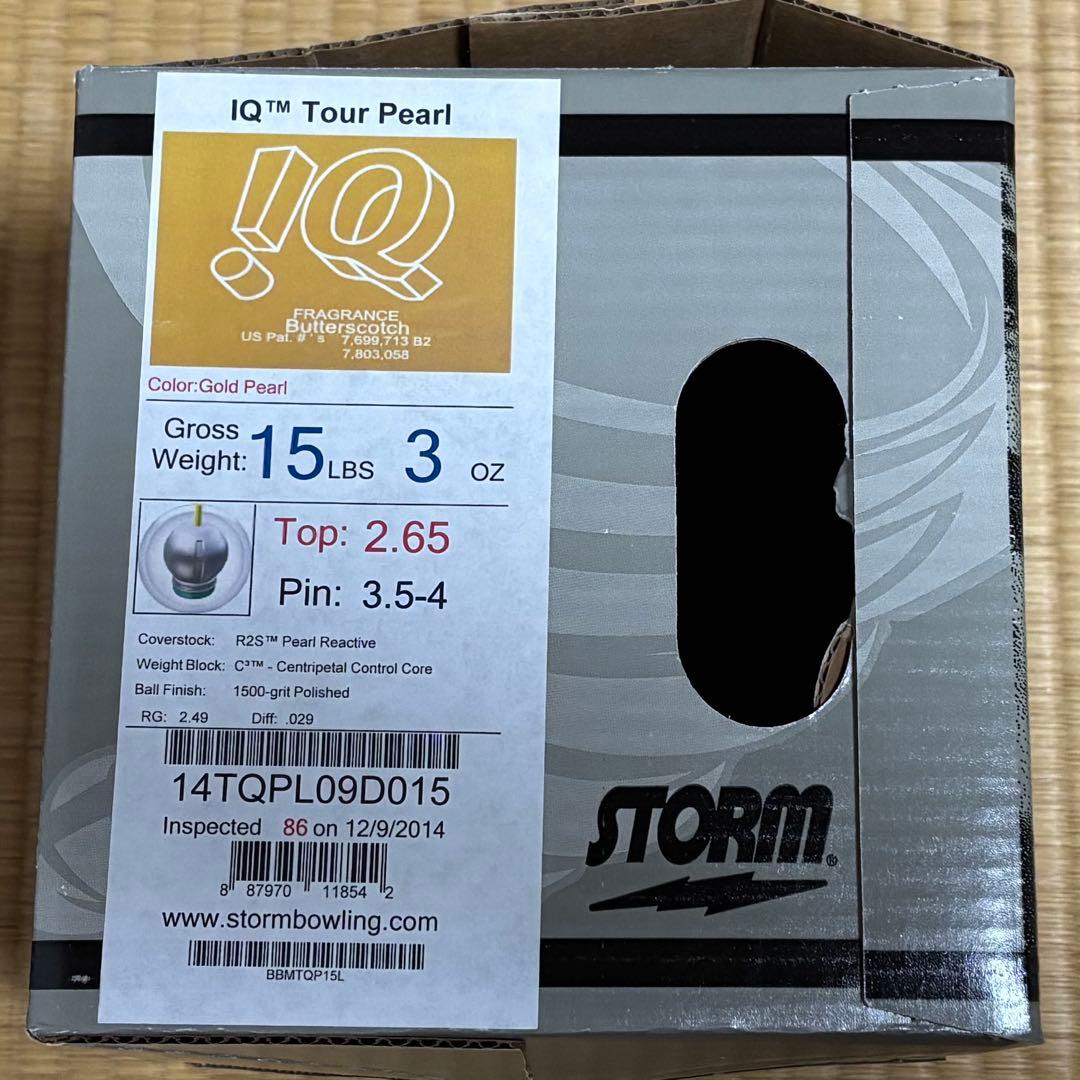 IQ™ Tour Pearl
!Q
FRAGRANCE
Butterscotch
US Pat. #'s 7,699,713 B2
7,803,058
Color:Gold Pearl
Gross
Weight: 15 LBS 3 OZ
Top: 2.65
Pin: 3.5-4
Coverstock: R2S™ Pearl Reactive
Weight Block: C³™ - Centripetal Control Core
Ball Finish: 1500-grit Polished
RG: 2.49 Diff: .029
14TQPL09D015
Inspected 86 on 12/9/2014
8 87970 11854 2
www.stormbowling.com
BBMTQP15L
STORM®